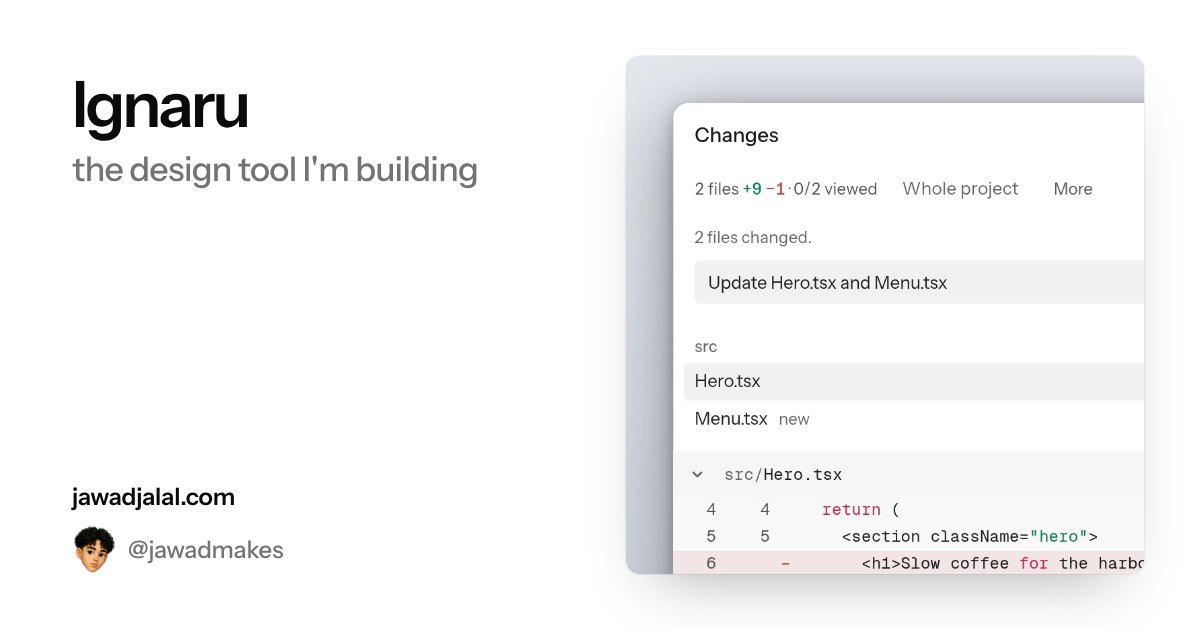 Ignaru
the design tool I'm building
jawadjalal.com
@jawadmakes
Changes
2 files +9 −1 · 0/2 viewed Whole project More
2 files changed.
Update Hero.tsx and Menu.tsx
src
Hero.tsx
Menu.tsx new
src/Hero.tsx
4 4 return (
5 5 <section className="hero">
6 − <h1>Slow coffee for the harbo